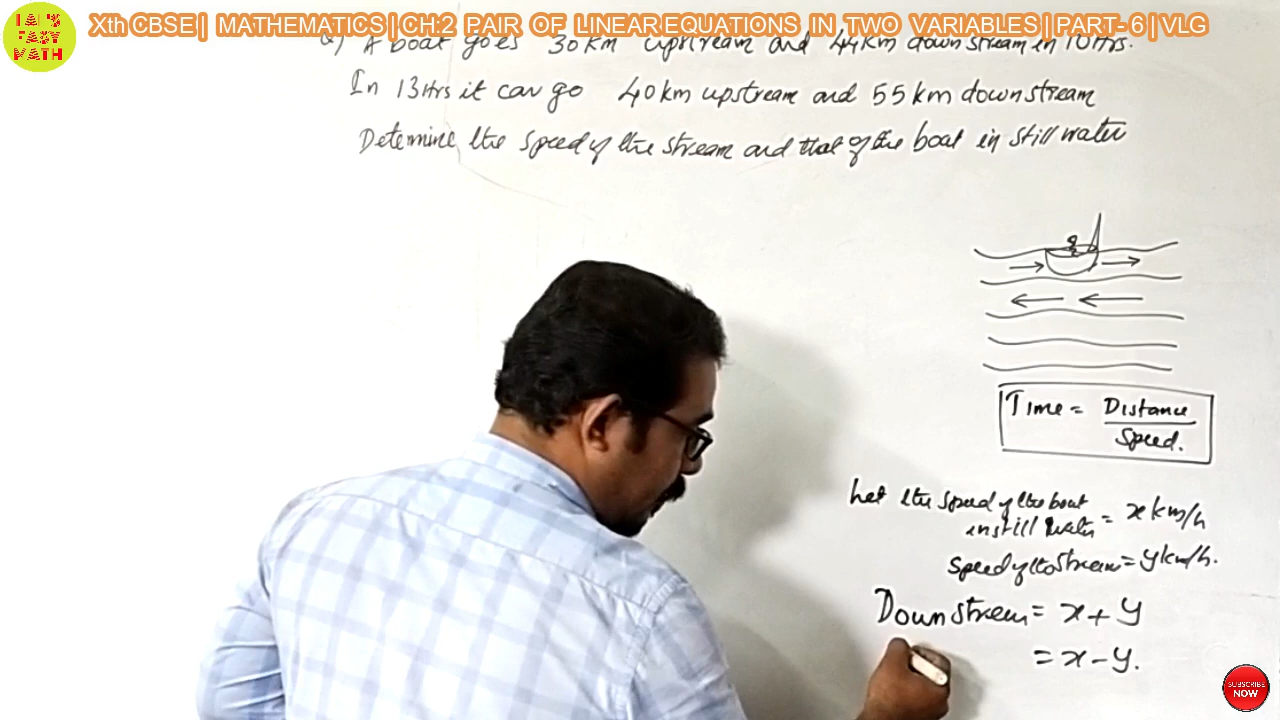 LAL'S EASY MATH
Xth CBSE | MATHEMATICS | CH:2 PAIR OF LINEAR EQUATIONS IN TWO VARIABLES | PART- 6 | VLG
Q) A boat goes 30km upstream and 44km downstream in 10Hrs.
In 13Hrs it can go 40km upstream and 55km downstream
Determine the speed of the stream and that of the boat in still water
Time = Distance
Speed.
Let the speed of the boat
in still water = x km/h
Speed of the stream = y km/h.
Downstream = x + y
= x - y.
SUBSCRIBE
NOW